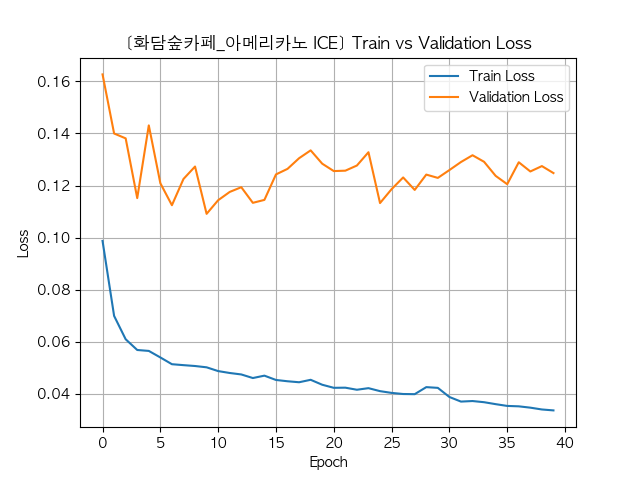 [화담숲카페_아메리카노 ICE] Train vs Validation Loss
Train Loss
Validation Loss
Loss
0.16
0.14
0.12
0.10
0.08
0.06
0.04
0 5 10 15 20 25 30 35 40
Epoch